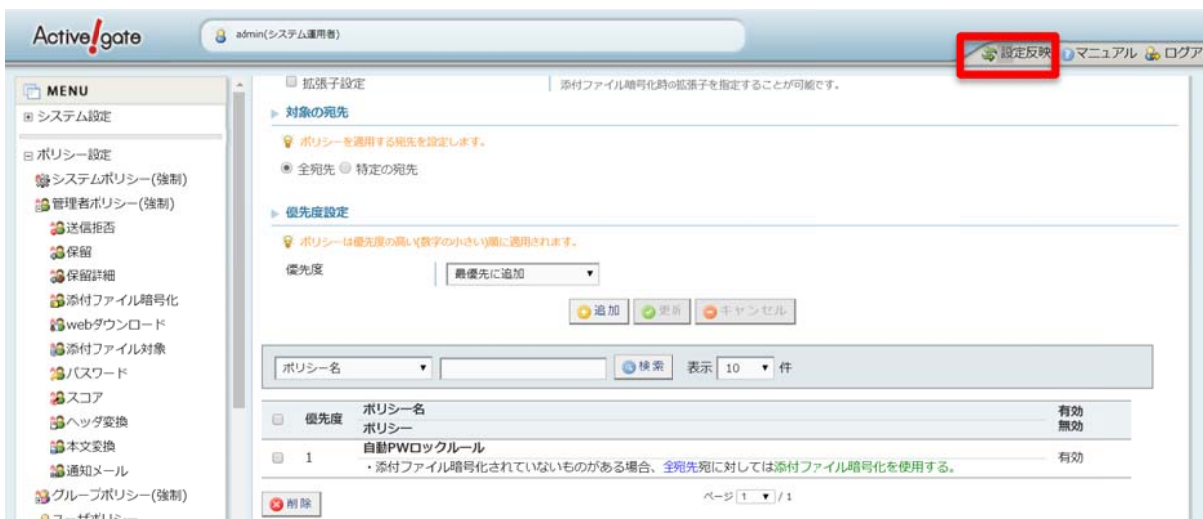 Active!gate
admin(システム運用者)
設定反映 マニュアル ログア
MENU
システム設定
ポリシー設定
システムポリシー(強制)
管理者ポリシー(強制)
送信拒否
保留
保留詳細
添付ファイル暗号化
webダウンロード
添付ファイル対象
パスワード
スコア
ヘッダ変換
本文変換
通知メール
グループポリシー(強制)
ユーザポリシー
拡張子設定 添付ファイル暗号化時の拡張子を指定することが可能です。
対象の宛先
ポリシーを適用する宛先を設定します。
全宛先 特定の宛先
優先度設定
ポリシーは優先度の高い(数字の小さい)順に適用されます。
優先度 最優先に追加
追加 更新 キャンセル
ポリシー名 検索 表示 10 件
優先度 ポリシー名 有効
ポリシー 無効
1 自動PWロックルール 有効
・添付ファイル暗号化されていないものがある場合、全宛先宛に対しては添付ファイル暗号化を使用する。
削除 ページ 1 / 1